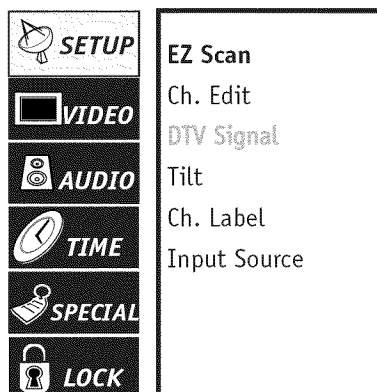 SETUP
VIDEO
AUDIO
TIME
SPECIAL
LOCK
EZ Scan
Ch. Edit
DTV Signal
Tilt
Ch. Label
Input Source